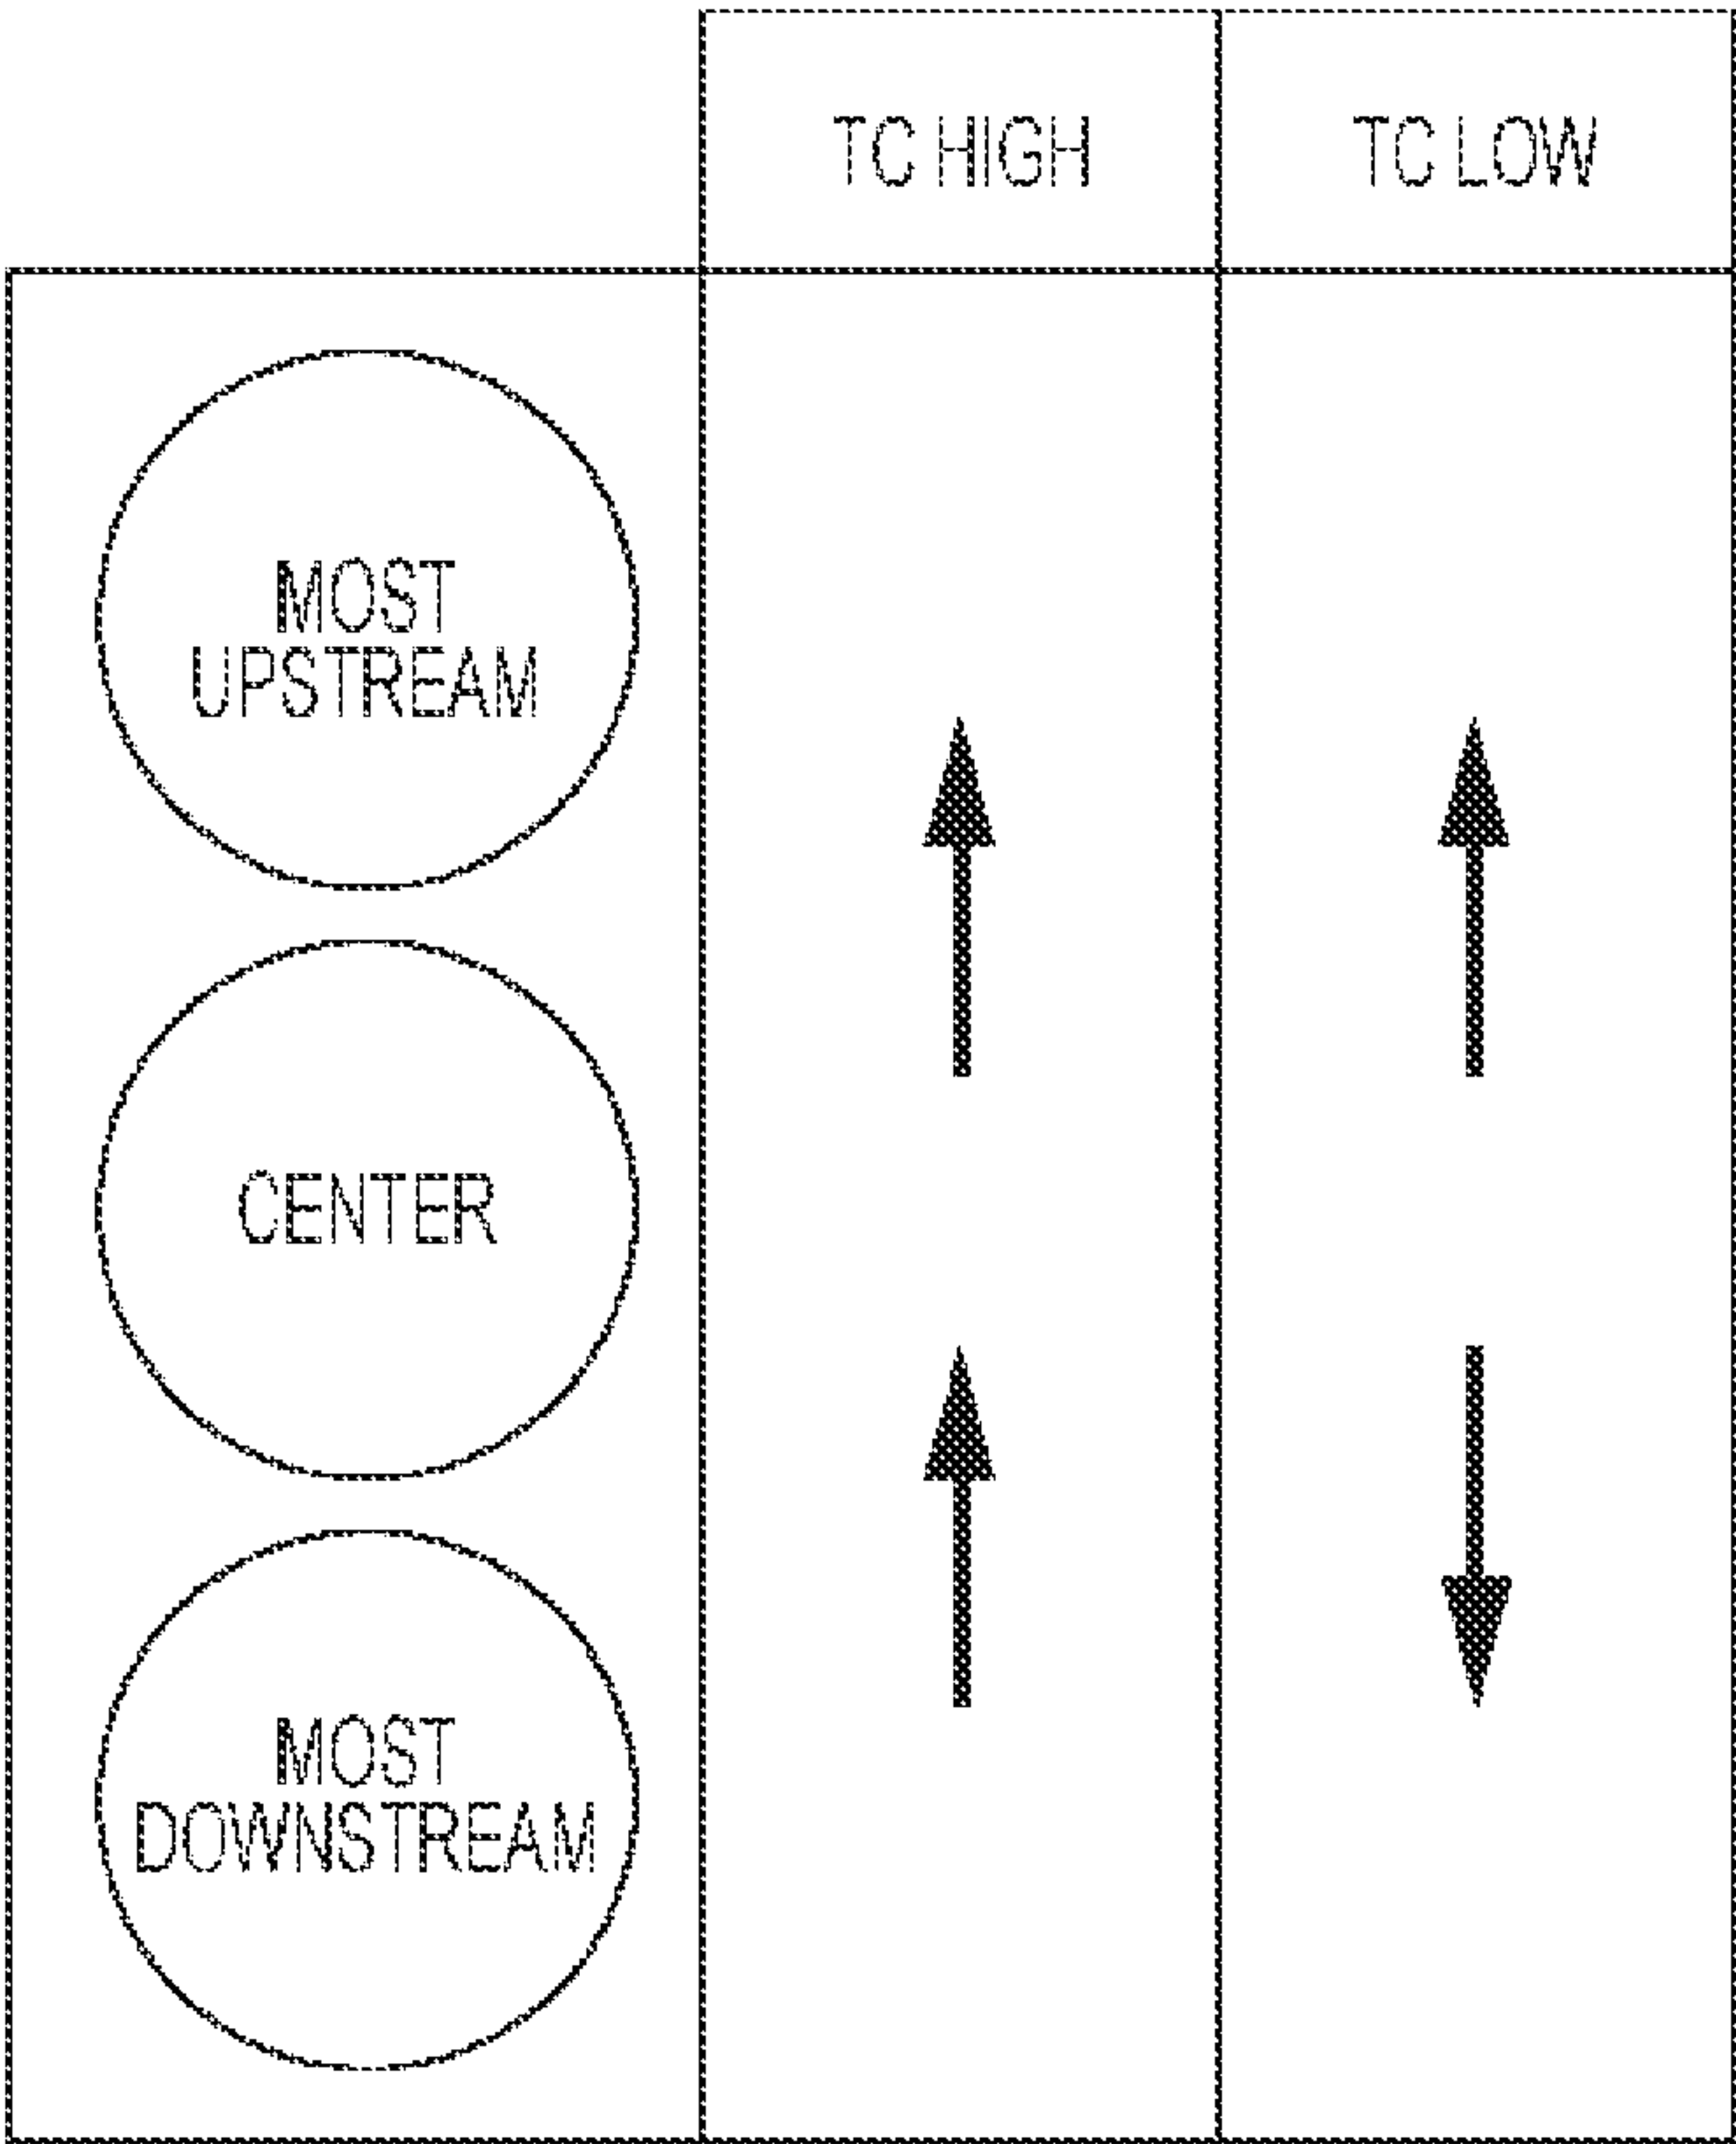 TC HIGH
TC LOW
MOST
UPSTREAM
CENTER
MOST
DOWNSTREAM